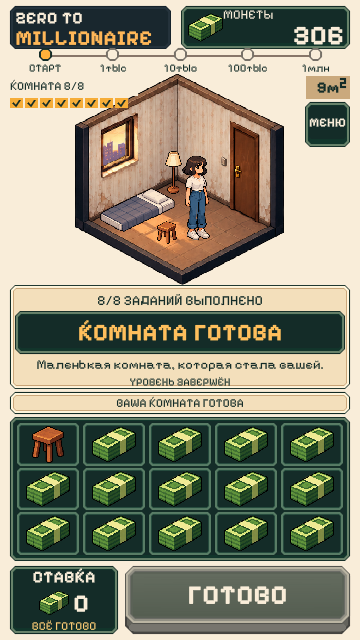 ZERO TO
MILLIONAIRE
МОНЕТЫ
306
СТАРТ
1тыс
10тыс
100тыс
1млн
КОМНАТА 8/8
9м²
МЕНЮ
8/8 ЗАДАНИЙ ВЫПОЛНЕНО
КОМНАТА ГОТОВА
Маленькая комната, которая стала вашей.
УРОВЕНЬ ЗАВЕРШЁН
ВАША КОМНАТА ГОТОВА
СТАВКА
0
ВСЁ ГОТОВО
ГОТОВО